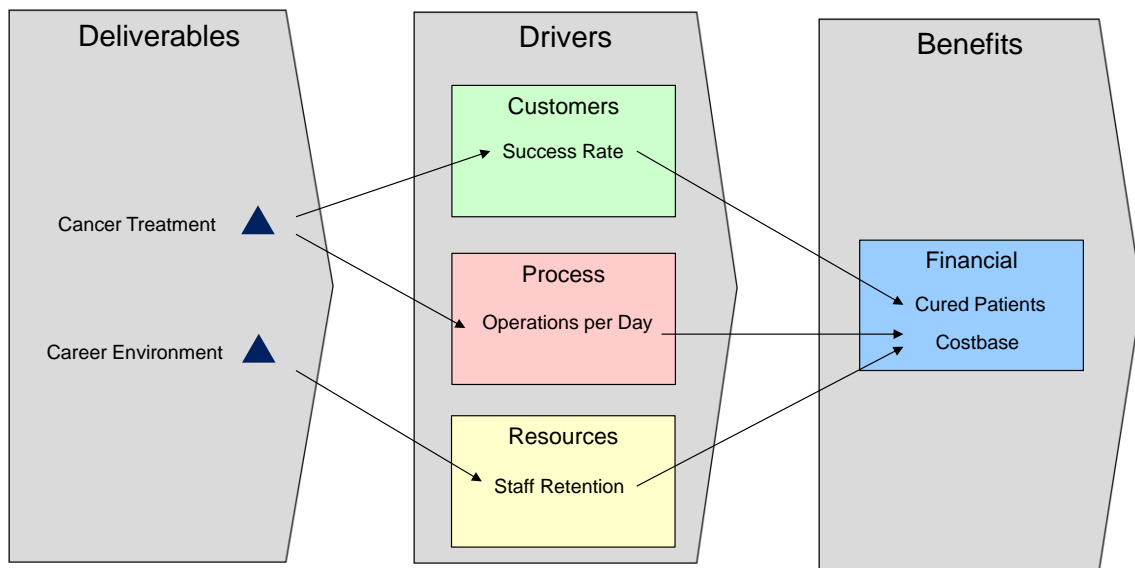 Deliverables
Cancer Treatment
Career Environment
Drivers
Customers
Success Rate
Process
Operations per Day
Resources
Staff Retention
Benefits
Financial
Cured Patients
Costbase